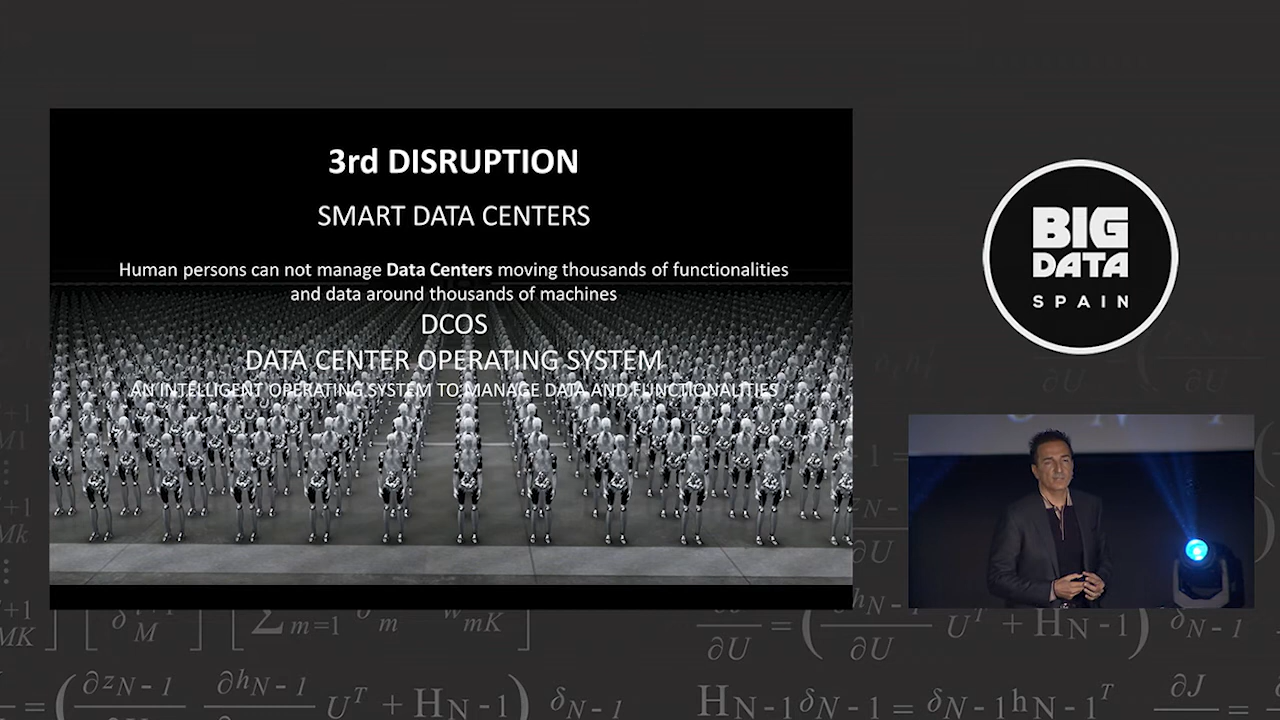 3rd DISRUPTION
SMART DATA CENTERS
Human persons can not manage Data Centers moving thousands of functionalities
and data around thousands of machines
DCOS
DATA CENTER OPERATING SYSTEM
AN INTELLIGENT OPERATING SYSTEM TO MANAGE DATA AND FUNCTIONALITIES
BIG
DATA
SPAIN